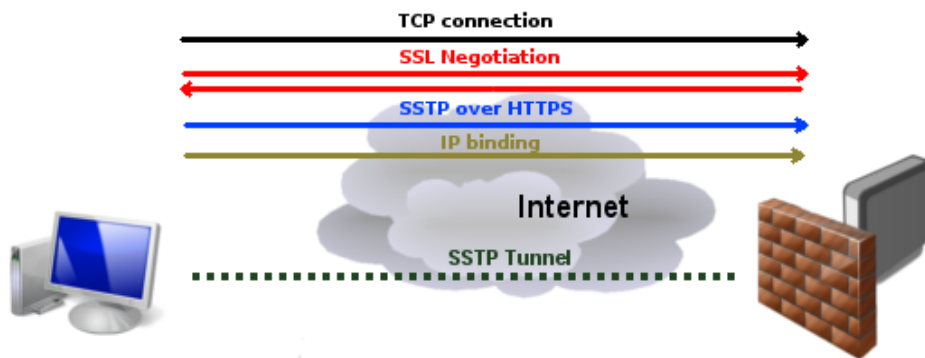 TCP connection
SSL Negotiation
SSTP over HTTPS
IP binding
Internet
SSTP Tunnel